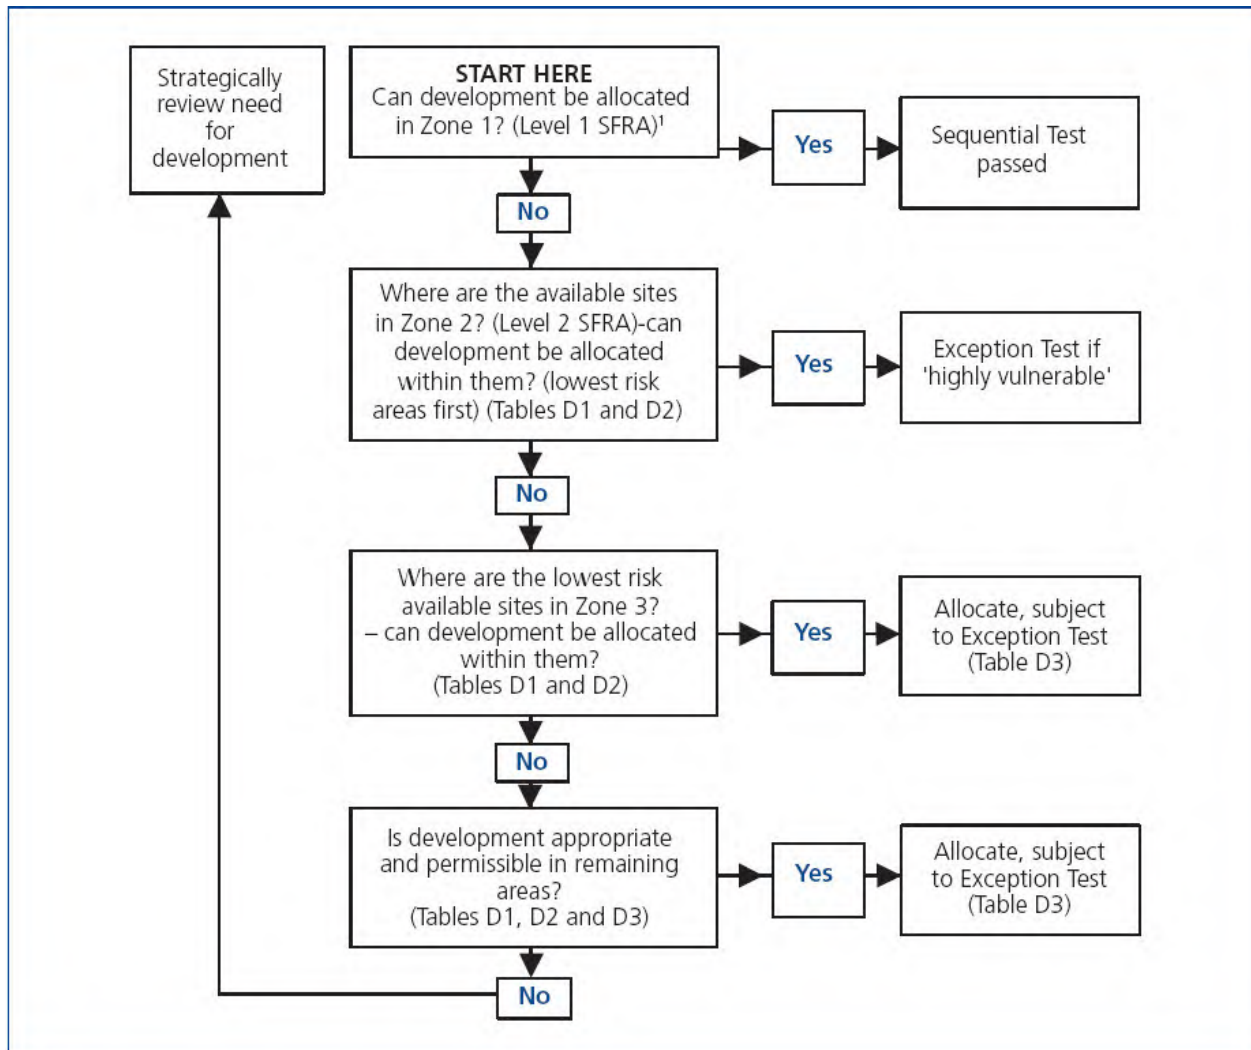 Strategically
review need
for
development
START HERE
Can development be allocated
in Zone 1? (Level 1 SFRA)¹
Yes
Sequential Test
passed
No
Where are the available sites
in Zone 2? (Level 2 SFRA)-can
development be allocated
within them? (lowest risk
areas first) (Tables D1 and D2)
Yes
Exception Test if
'highly vulnerable'
No
Where are the lowest risk
available sites in Zone 3?
– can development be allocated
within them?
(Tables D1 and D2)
Yes
Allocate, subject
to Exception Test
(Table D3)
No
Is development appropriate
and permissible in remaining
areas?
(Tables D1, D2 and D3)
Yes
Allocate, subject
to Exception Test
(Table D3)
No